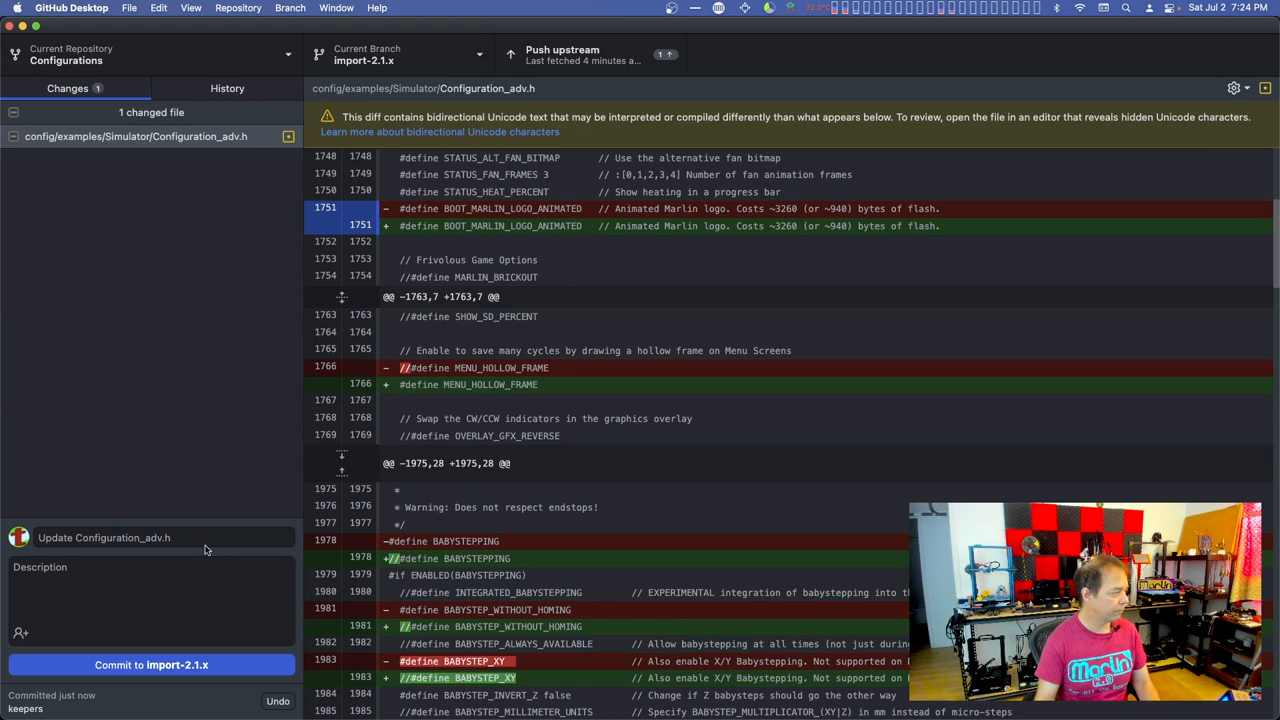 GitHub Desktop File Edit View Repository Branch Window Help 32.0°C Sat Jul 2 7:24 PM
Current Repository
Configurations
Current Branch
import-2.1.x
Push upstream
Last fetched 4 minutes a...
1
Changes 1
History
config/examples/Simulator/Configuration_adv.h
1 changed file
config/examples/Simulator/Configuration_adv.h
This diff contains bidirectional Unicode text that may be interpreted or compiled differently than what appears below. To review, open the file in an editor that reveals hidden Unicode characters.
Learn more about bidirectional Unicode characters
1748 1748 #define STATUS_ALT_FAN_BITMAP // Use the alternative fan bitmap
1749 1749 #define STATUS_FAN_FRAMES 3 // :[0,1,2,3,4] Number of fan animation frames
1750 1750 #define STATUS_HEAT_PERCENT // Show heating in a progress bar
1751 - #define BOOT_MARLIN_LOGO_ANIMATED // Animated Marlin logo. Costs ~3260 (or ~940) bytes of flash.
1751 + #define BOOT_MARLIN_LOGO_ANIMATED // Animated Marlin logo. Costs ~3260 (or ~940) bytes of flash.
1752 1752
1753 1753 // Frivolous Game Options
1754 1754 //#define MARLIN_BRICKOUT
@@ -1763,7 +1763,7 @@
1763 1763 //#define SHOW_SD_PERCENT
1764 1764
1765 1765 // Enable to save many cycles by drawing a hollow frame on Menu Screens
1766 - //#define MENU_HOLLOW_FRAME
1766 + #define MENU_HOLLOW_FRAME
1767 1767
1768 1768 // Swap the CW/CCW indicators in the graphics overlay
1769 1769 //#define OVERLAY_GFX_REVERSE
@@ -1975,28 +1975,28 @@
1975 1975 *
1976 1976 * Warning: Does not respect endstops!
1977 1977 */
1978 -#define BABYSTEPPING
1978 +//#define BABYSTEPPING
1979 1979 #if ENABLED(BABYSTEPPING)
1980 1980 //#define INTEGRATED_BABYSTEPPING // EXPERIMENTAL integration of babystepping into th
1981 - #define BABYSTEP_WITHOUT_HOMING
1981 + //#define BABYSTEP_WITHOUT_HOMING
1982 1982 //#define BABYSTEP_ALWAYS_AVAILABLE // Allow babystepping at all times (not just durin
1983 - #define BABYSTEP_XY // Also enable X/Y Babystepping. Not supported on
1983 + //#define BABYSTEP_XY // Also enable X/Y Babystepping. Not supported on
1984 1984 //#define BABYSTEP_INVERT_Z false // Change if Z babysteps should go the other way
1985 1985 //#define BABYSTEP_MILLIMETER_UNITS // Specify BABYSTEP_MULTIPLICATOR_(XY|Z) in mm instead of micro-steps
Update Configuration_adv.h
Description
Commit to import-2.1.x
Committed just now
keepers
Undo
Marlin